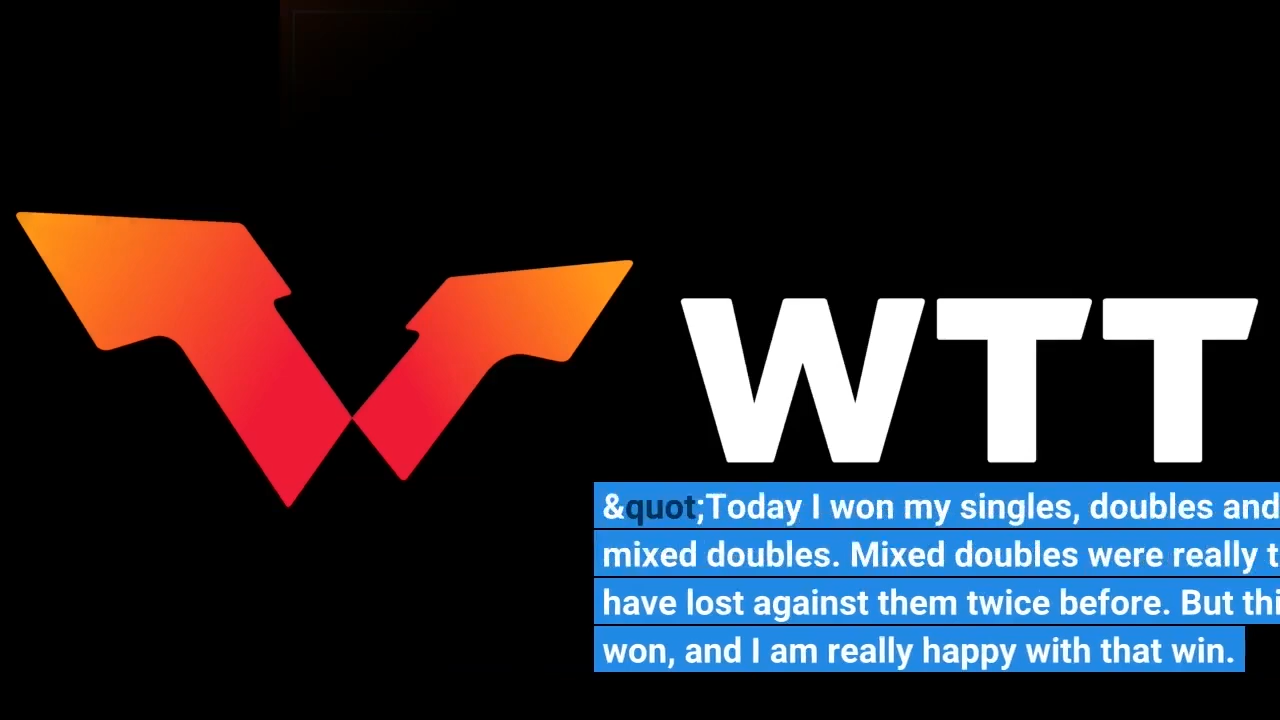 WTT
&quot;Today I won my singles, doubles and
mixed doubles. Mixed doubles were really
have lost against them twice before. But
won, and I am really happy with that win.